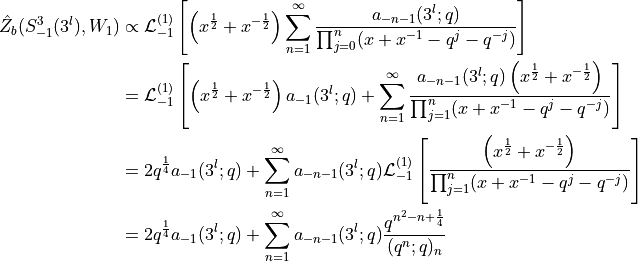 \hat{Z}_b(S^3_{-1}(3^l), W_1) \propto \mathcal{L}^{(1)}_{-1} \left[ \left( x^{\frac{1}{2}} + x^{-\frac{1}{2}} \right) \sum_{n=1}^{\infty} \frac{a_{-n-1}(3^l; q)}{\prod_{j=0}^{n} (x + x^{-1} - q^j - q^{-j})} \right]
= \mathcal{L}^{(1)}_{-1} \left[ \left( x^{\frac{1}{2}} + x^{-\frac{1}{2}} \right) a_{-1}(3^l; q) + \sum_{n=1}^{\infty} \frac{a_{-n-1}(3^l; q) \left( x^{\frac{1}{2}} + x^{-\frac{1}{2}} \right)}{\prod_{j=1}^{n} (x + x^{-1} - q^j - q^{-j})} \right]
= 2q^{\frac{1}{4}} a_{-1}(3^l; q) + \sum_{n=1}^{\infty} a_{-n-1}(3^l; q) \mathcal{L}^{(1)}_{-1} \left[ \frac{\left( x^{\frac{1}{2}} + x^{-\frac{1}{2}} \right)}{\prod_{j=1}^{n} (x + x^{-1} - q^j - q^{-j})} \right]
= 2q^{\frac{1}{4}} a_{-1}(3^l; q) + \sum_{n=1}^{\infty} a_{-n-1}(3^l; q) \frac{q^{n^2-n+\frac{1}{4}}}{(q^n; q)_n}